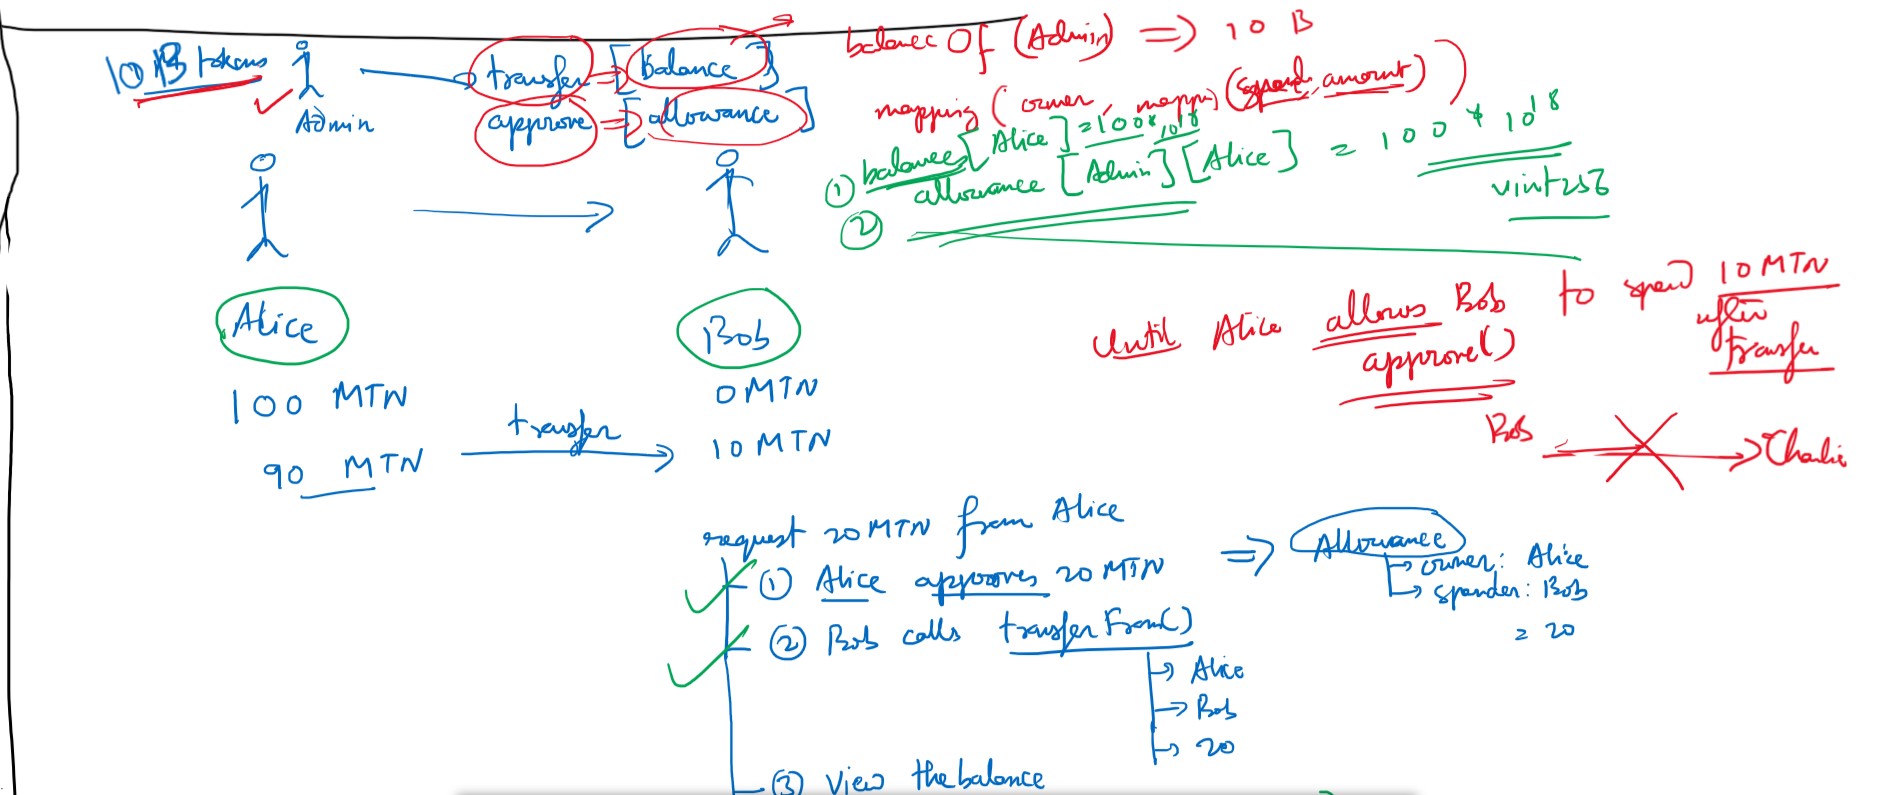 10 B tokens
Admin
transfer => [balance]
approve => [allowance]
balance Of (Admin) => 10 B
mapping (owner, mappin (spend, amount))
① balance [Alice] = 100 * 10^18
allowance [Admin] [Alice] = 100 * 10^18
uint256
②
Alice
Bob
Until Alice allows Bob to spend 10 MTN
after
transfer
approve()
100 MTN
0 MTN
90 MTN
transfer
10 MTN
Bob
Charlie
request 20 MTN from Alice
① Alice approves 20 MTN => Allowance
owner: Alice
spender: Bob
= 20
② Bob calls transferFrom()
Alice
Bob
20
③ View the balance